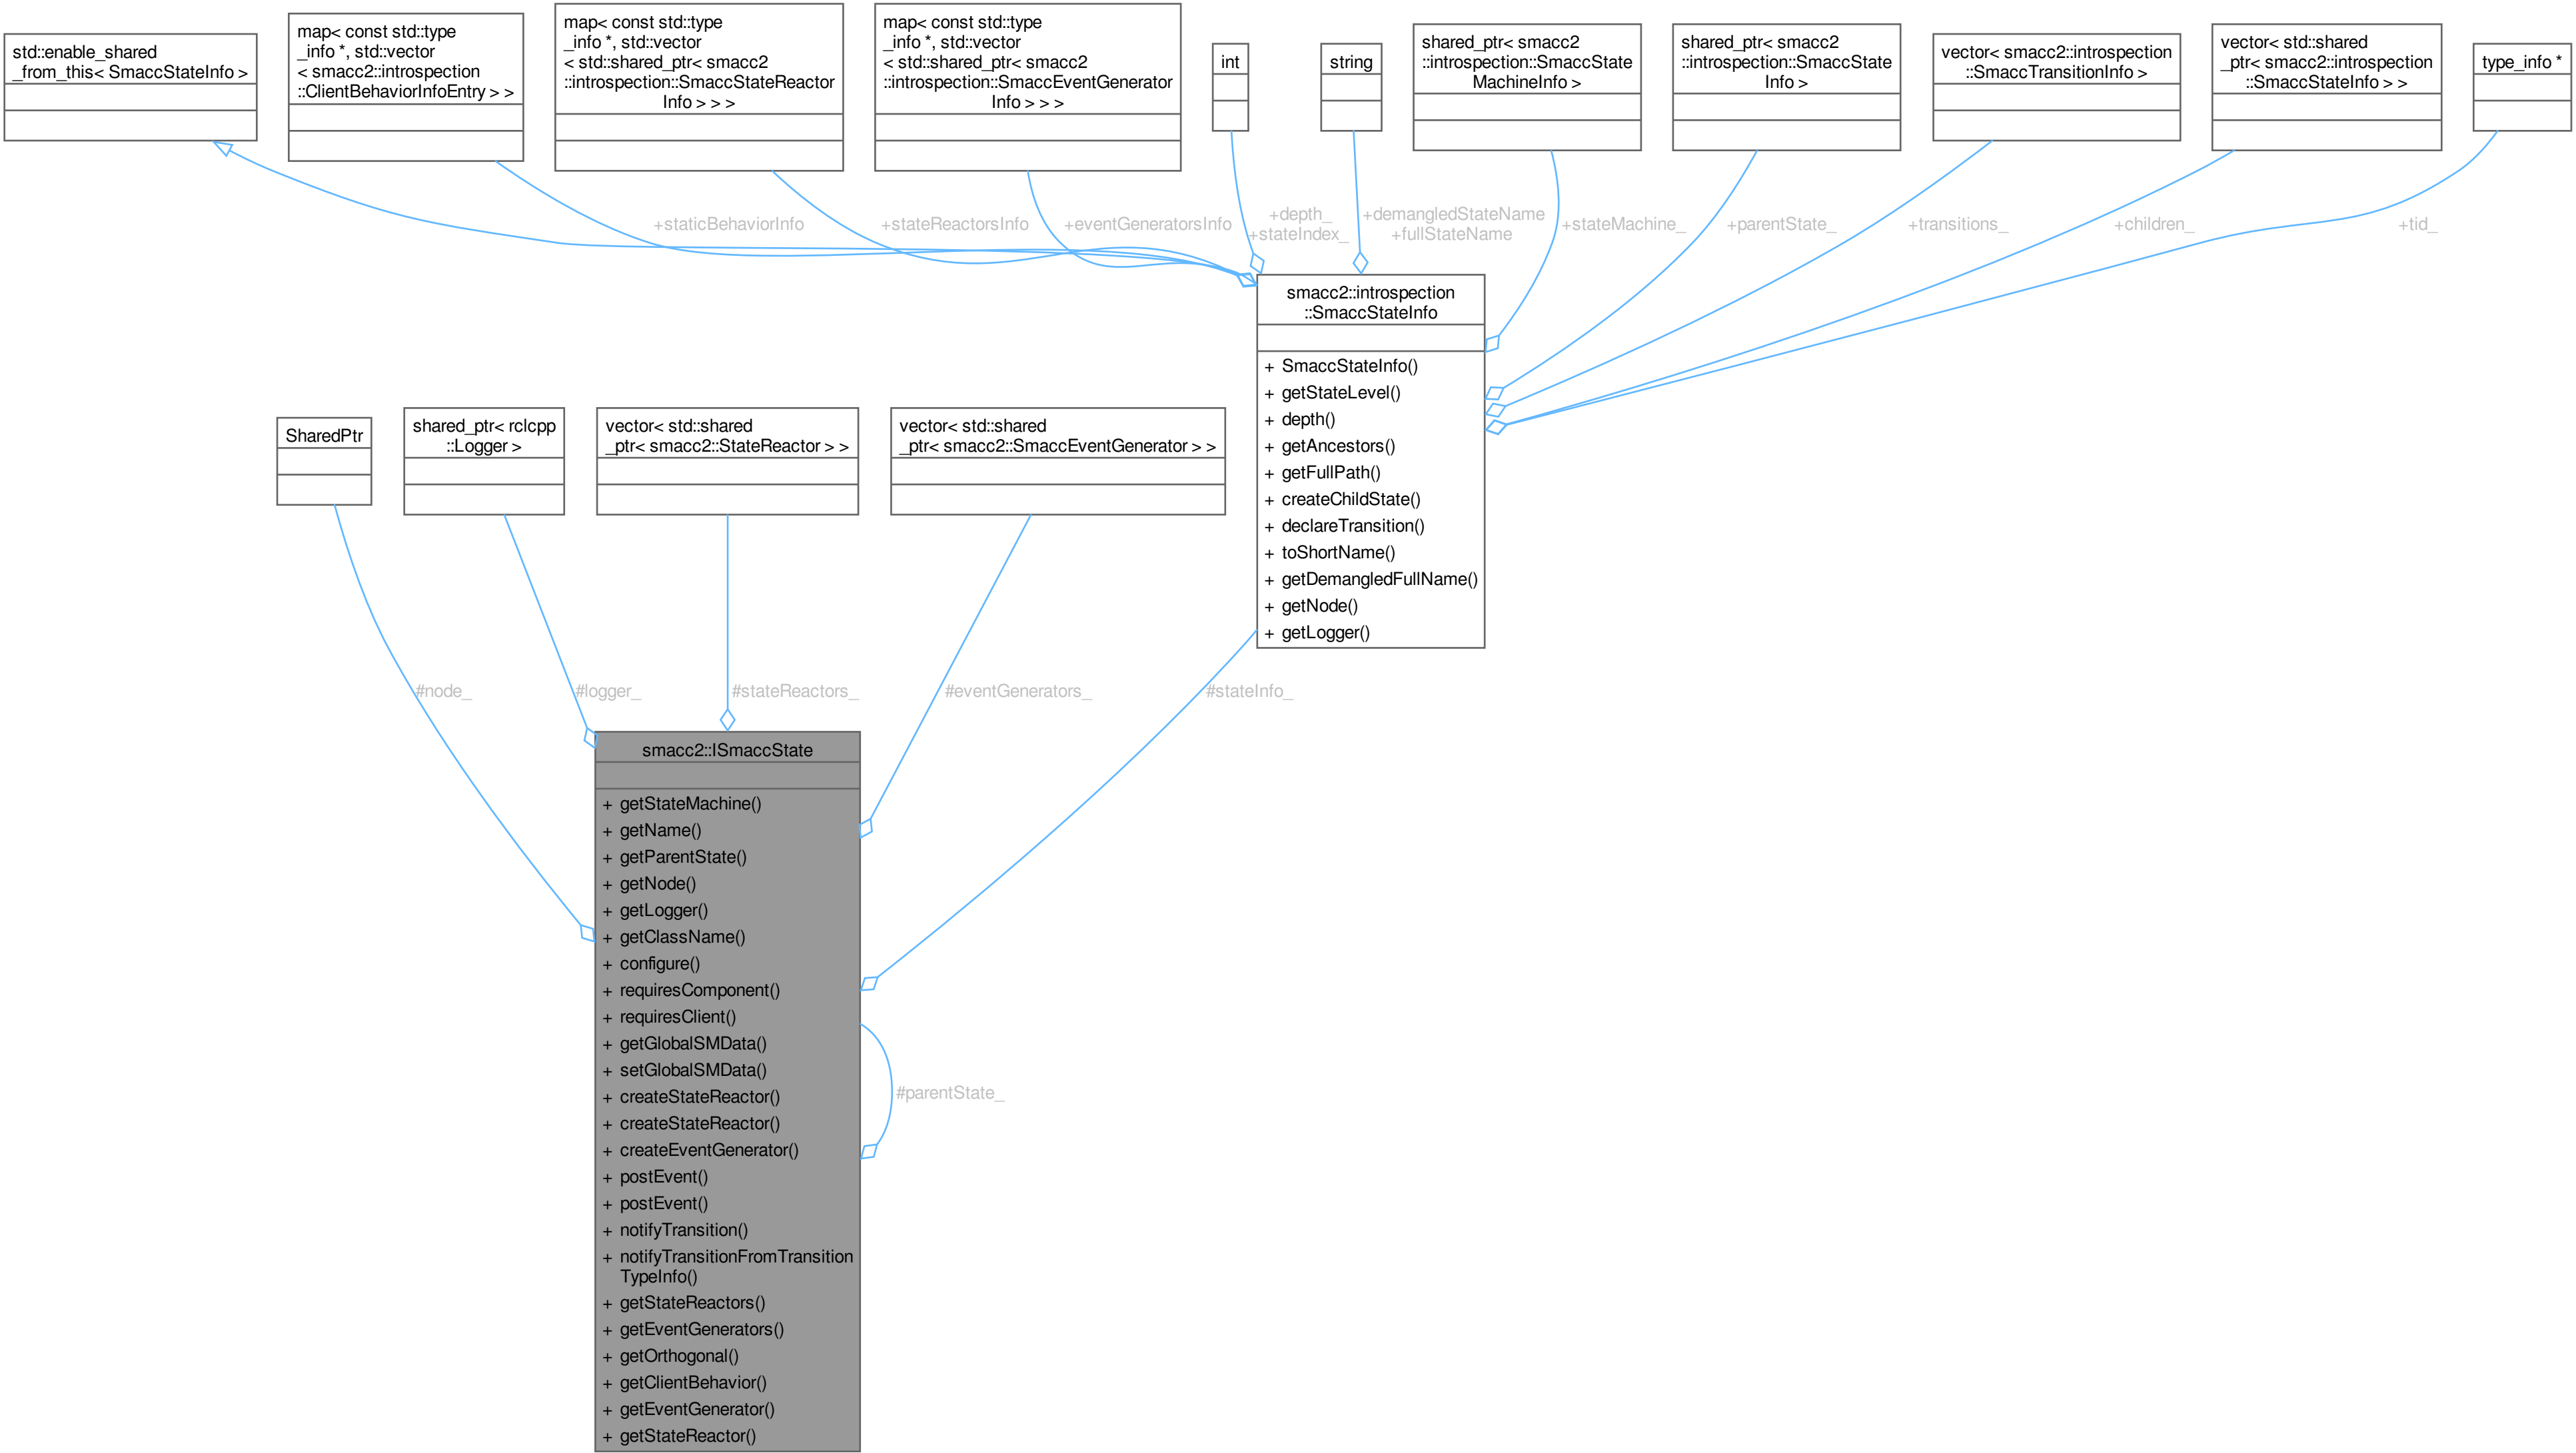 std::enable_shared
_from_this< SmaccStateInfo >
map< const std::type
_info *, std::vector
< smacc2::introspection
::ClientBehaviorInfoEntry > >
map< const std::type
_info *, std::vector
< std::shared_ptr< smacc2
::introspection::SmaccStateReactor
Info > > >
map< const std::type
_info *, std::vector
< std::shared_ptr< smacc2
::introspection::SmaccEventGenerator
Info > > >
int
string
shared_ptr< smacc2
::introspection::SmaccState
MachineInfo >
shared_ptr< smacc2
::introspection::SmaccState
Info >
vector< smacc2::introspection
::SmaccTransitionInfo >
vector< std::shared
_ptr< smacc2::introspection
::SmaccStateInfo > >
type_info *
+staticBehaviorInfo
+stateReactorsInfo
+eventGeneratorsInfo
+depth_
+stateIndex_
+demangledStateName
+fullStateName
+stateMachine_
+parentState_
+transitions_
+children_
+tid_
smacc2::introspection
::SmaccStateInfo
+ SmaccStateInfo()
+ getStateLevel()
+ depth()
+ getAncestors()
+ getFullPath()
+ createChildState()
+ declareTransition()
+ toShortName()
+ getDemangledFullName()
+ getNode()
+ getLogger()
SharedPtr
shared_ptr< rclcpp
::Logger >
vector< std::shared
_ptr< smacc2::StateReactor > >
vector< std::shared
_ptr< smacc2::SmaccEventGenerator > >
#node_
#logger_
#stateReactors_
#eventGenerators_
#stateInfo_
smacc2::ISmaccState
+ getStateMachine()
+ getName()
+ getParentState()
+ getNode()
+ getLogger()
+ getClassName()
+ configure()
+ requiresComponent()
+ requiresClient()
+ getGlobalSMData()
+ setGlobalSMData()
+ createStateReactor()
+ createStateReactor()
+ createEventGenerator()
+ postEvent()
+ postEvent()
+ notifyTransition()
+ notifyTransitionFromTransition
TypeInfo()
+ getStateReactors()
+ getEventGenerators()
+ getOrthogonal()
+ getClientBehavior()
+ getEventGenerator()
+ getStateReactor()
#parentState_